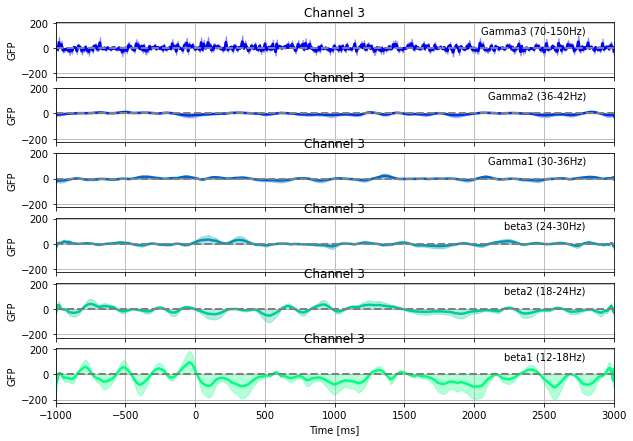 Channel 3
200
Gamma3 (70-150Hz)
GFP
0
−200
Channel 3
200
Gamma2 (36-42Hz)
GFP
0
−200
Channel 3
200
Gamma1 (30-36Hz)
GFP
0
−200
Channel 3
200
beta3 (24-30Hz)
GFP
0
−200
Channel 3
200
beta2 (18-24Hz)
GFP
0
−200
Channel 3
200
beta1 (12-18Hz)
GFP
0
−200
−1000 −500 0 500 1000 1500 2000 2500 3000
Time [ms]